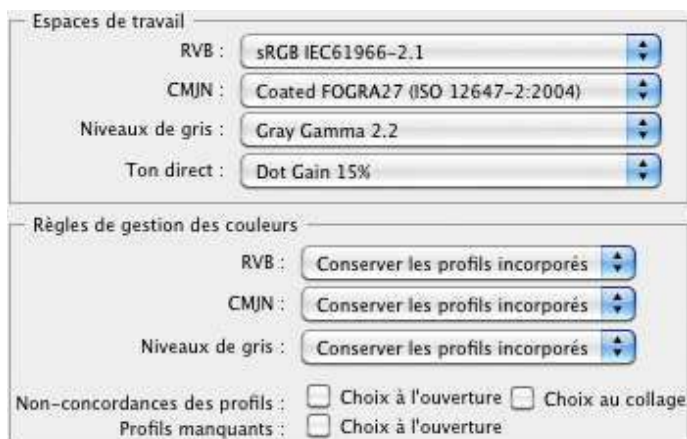 Espaces de travail
RVB : sRGB IEC61966-2.1
CMJN : Coated FOGRA27 (ISO 12647-2:2004)
Niveaux de gris : Gray Gamma 2.2
Ton direct : Dot Gain 15%
Règles de gestion des couleurs
RVB : Conserver les profils incorporés
CMJN : Conserver les profils incorporés
Niveaux de gris : Conserver les profils incorporés
Non-concordances des profils : Choix à l'ouverture Choix au collage
Profils manquants : Choix à l'ouverture